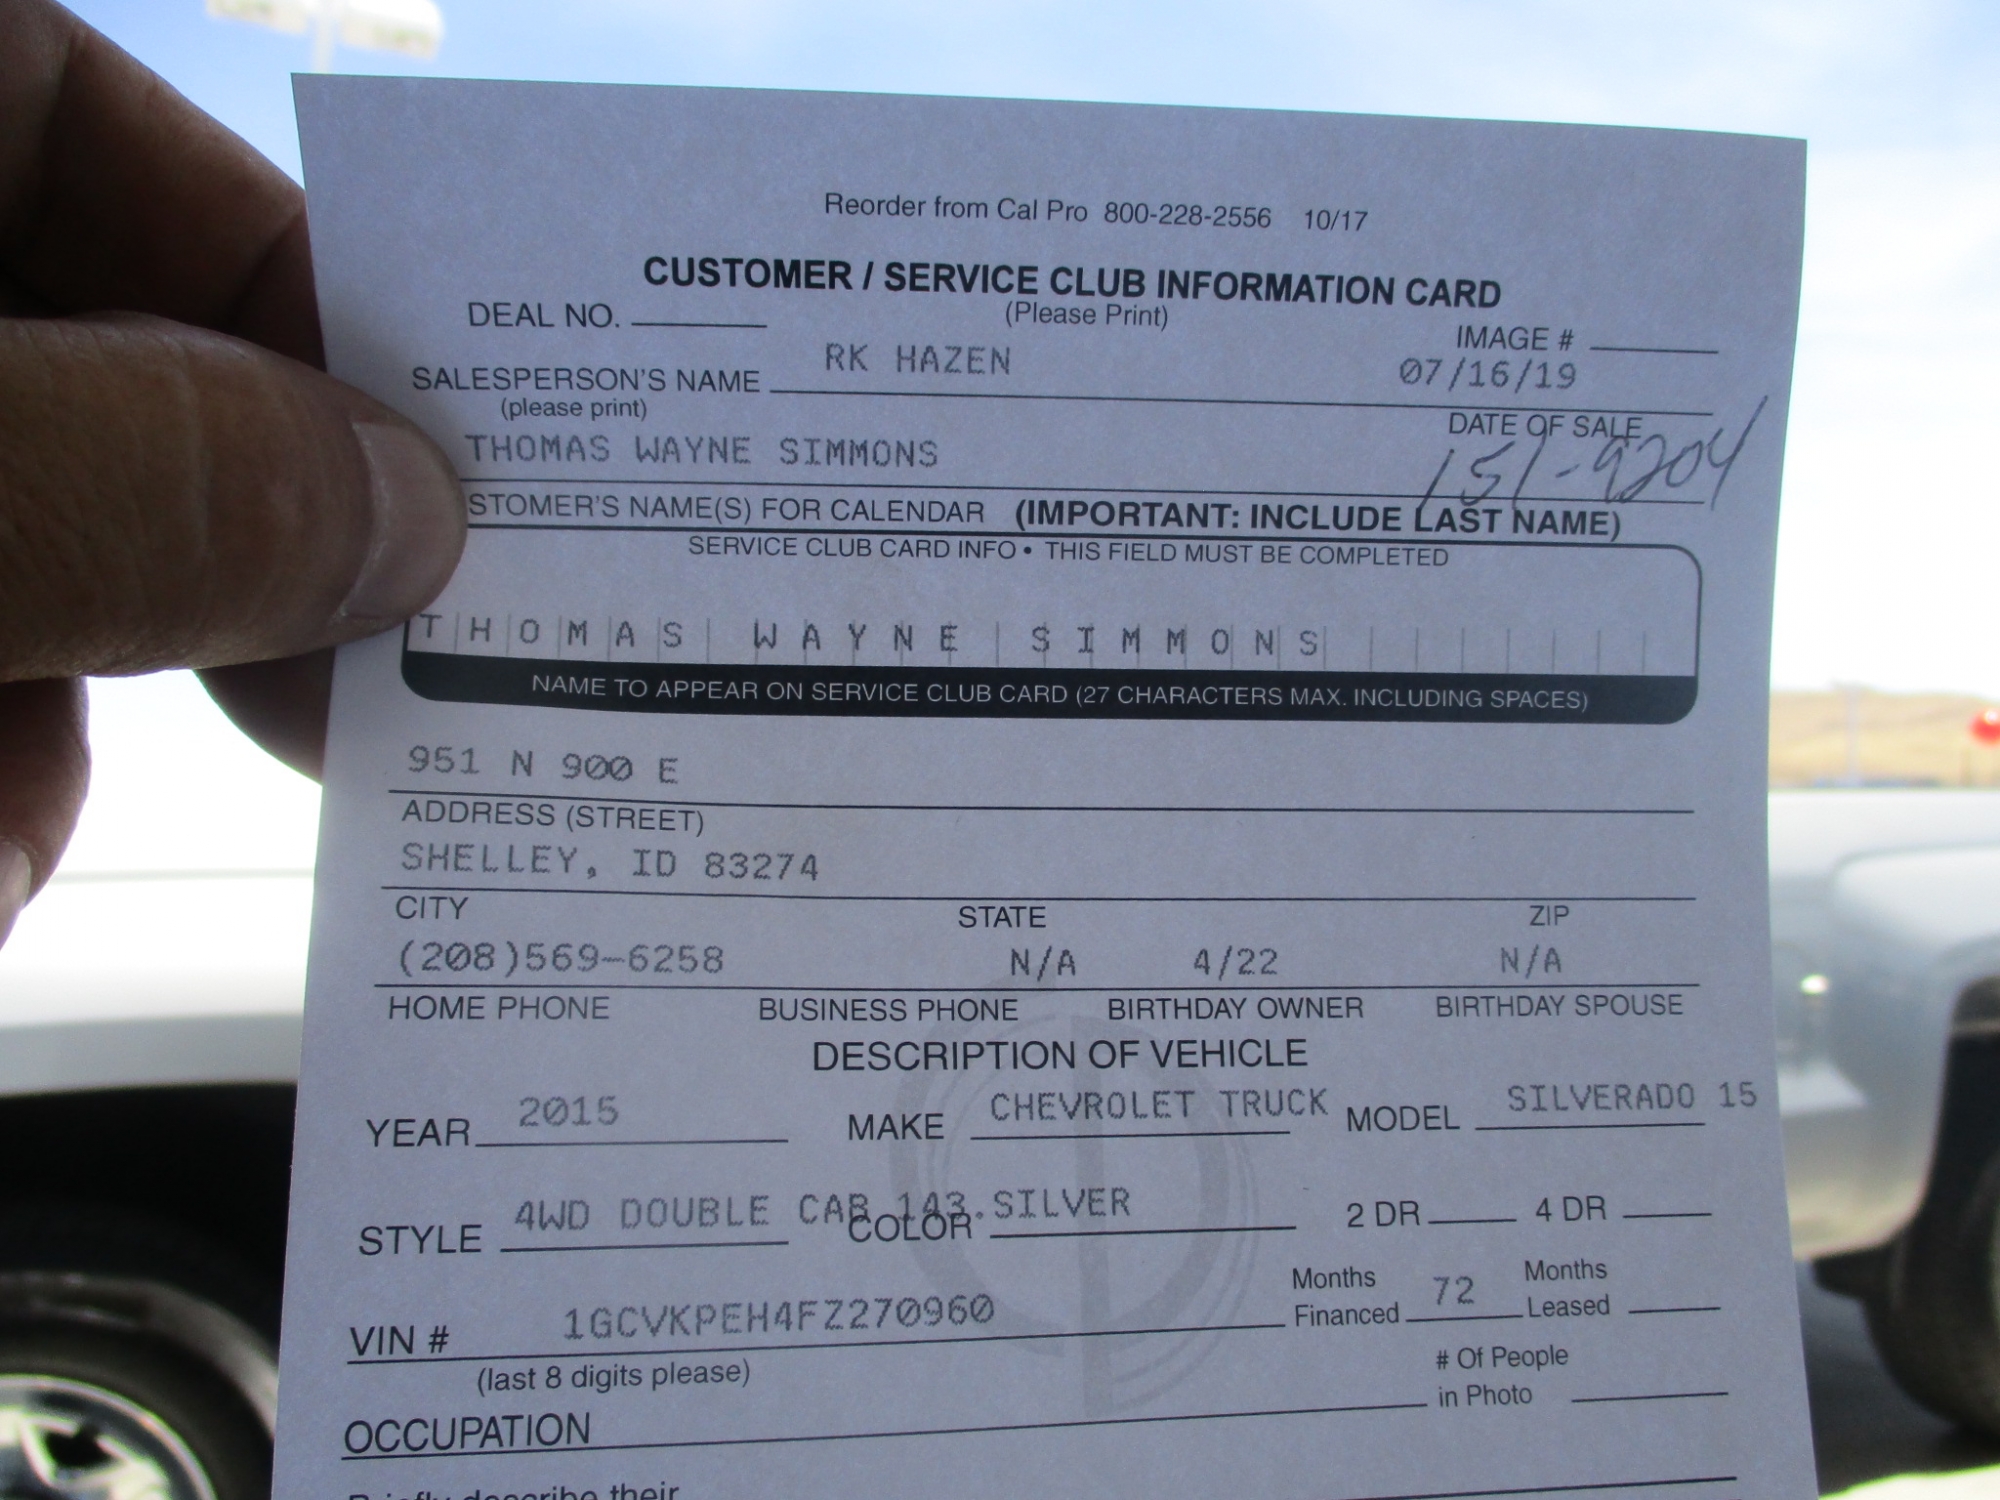 Reorder from Cal Pro 800-228-2556 10/17
CUSTOMER / SERVICE CLUB INFORMATION CARD
DEAL NO. (Please Print) IMAGE #
SALESPERSON'S NAME RK HAZEN 07/16/19
(please print) DATE OF SALE
THOMAS WAYNE SIMMONS 151-9204
STOMER'S NAME(S) FOR CALENDAR (IMPORTANT: INCLUDE LAST NAME)
SERVICE CLUB CARD INFO • THIS FIELD MUST BE COMPLETED
THOMAS WAYNE SIMMONS
NAME TO APPEAR ON SERVICE CLUB CARD (27 CHARACTERS MAX. INCLUDING SPACES)
951 N 900 E
ADDRESS (STREET)
SHELLEY, ID 83274
CITY STATE ZIP
(208)569-6258 N/A 4/22 N/A
HOME PHONE BUSINESS PHONE BIRTHDAY OWNER BIRTHDAY SPOUSE
DESCRIPTION OF VEHICLE
YEAR 2015 MAKE CHEVROLET TRUCK MODEL SILVERADO 15
STYLE 4WD DOUBLE CAB 143. COLOR SILVER 2 DR 4 DR
VIN # 1GCVKPEH4FZ270960 Months Financed 72 Months Leased
(last 8 digits please) # Of People in Photo
OCCUPATION
Briefly describe their